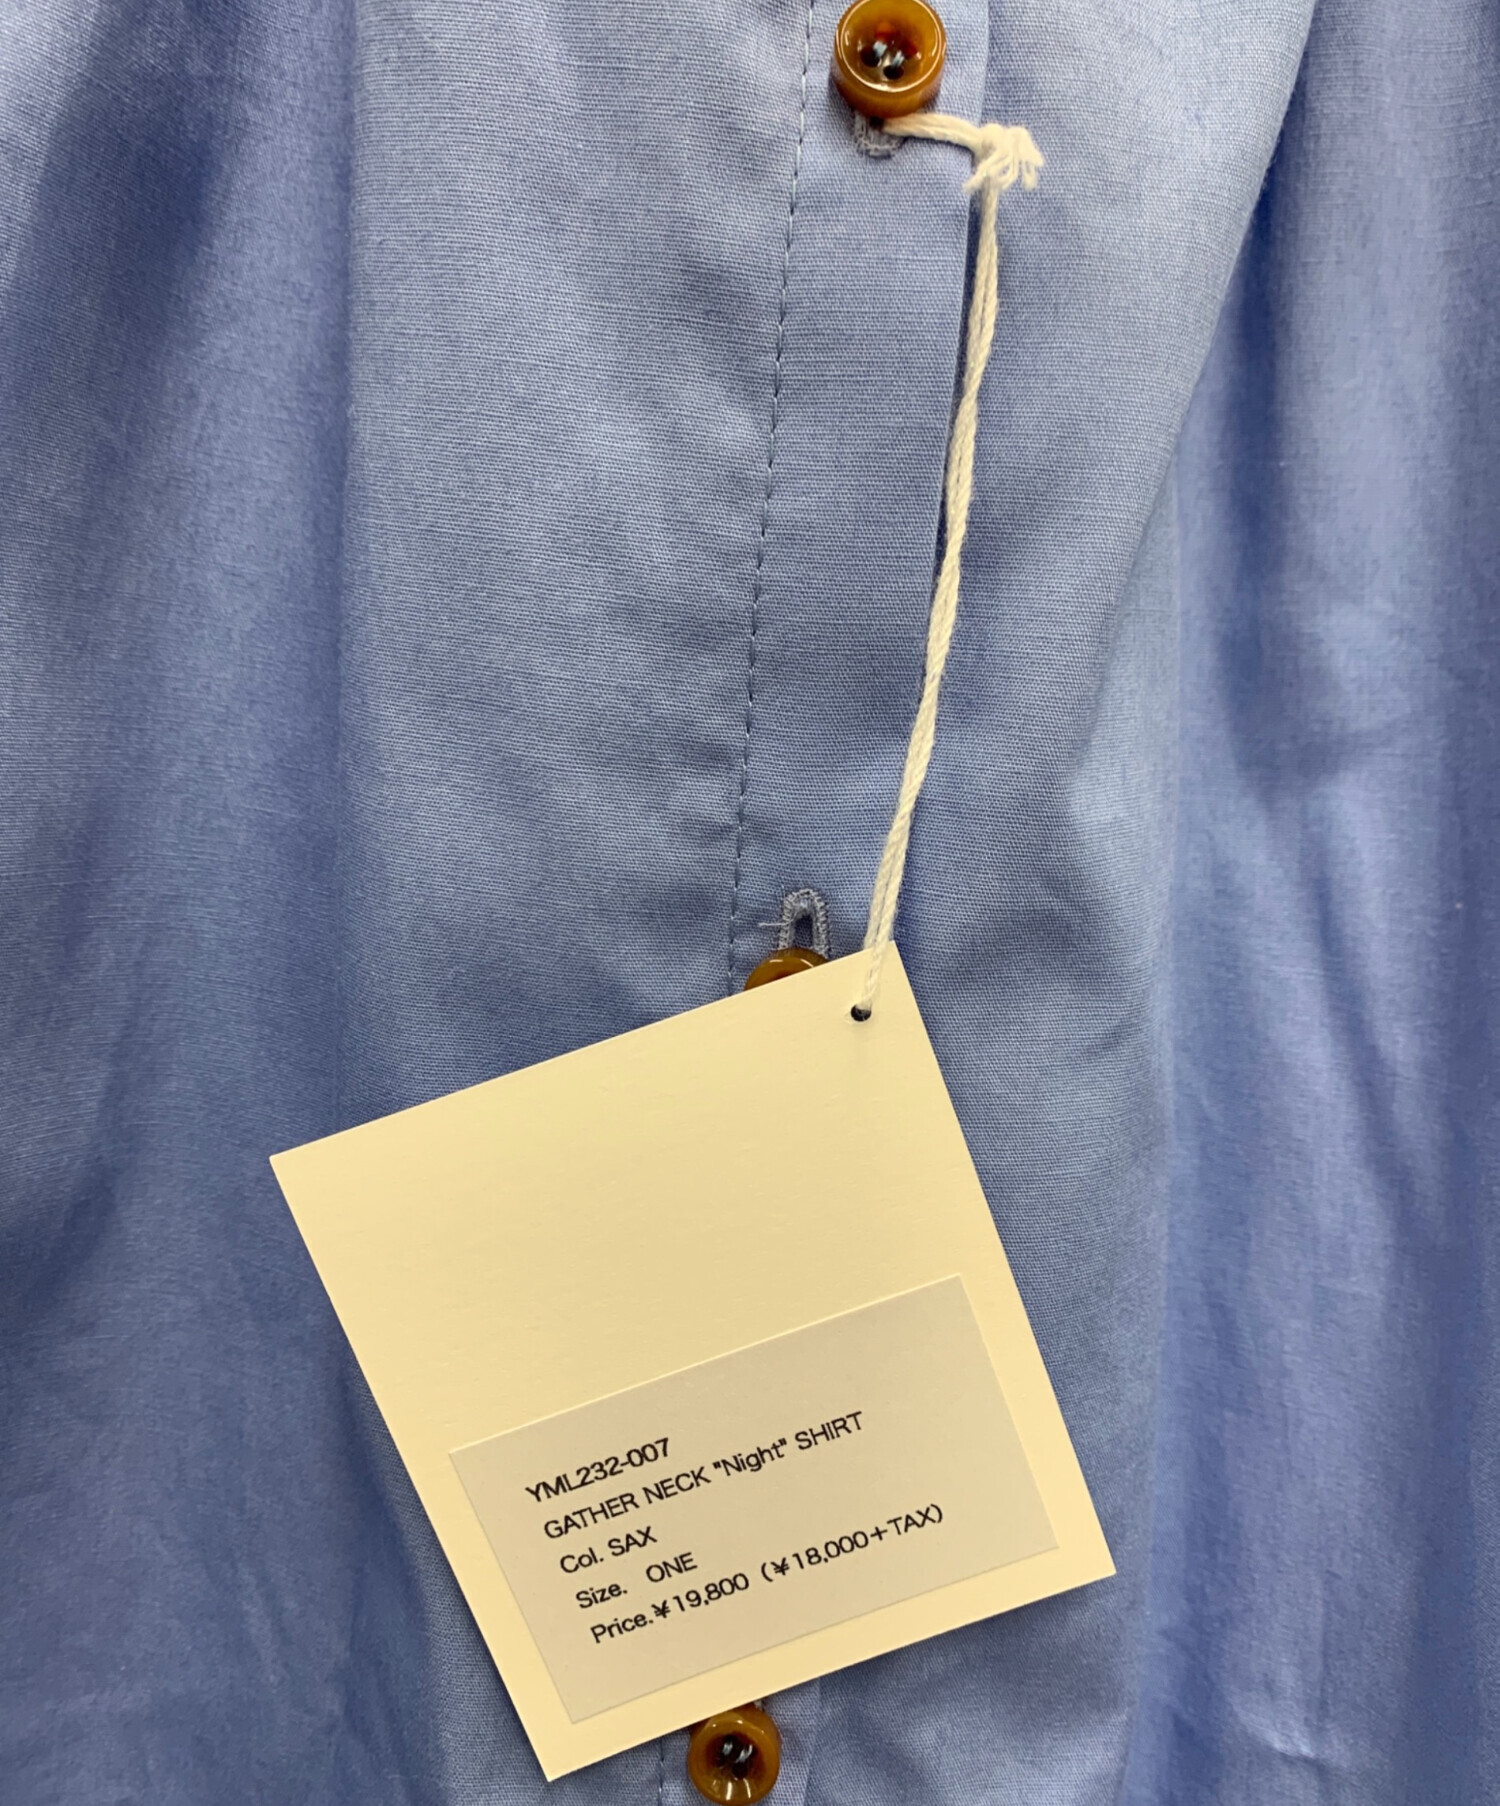 YML232-007
GATHER NECK "Night" SHIRT
Col. SAX
Size. ONE
Price.¥19,800 (¥18,000+TAX)